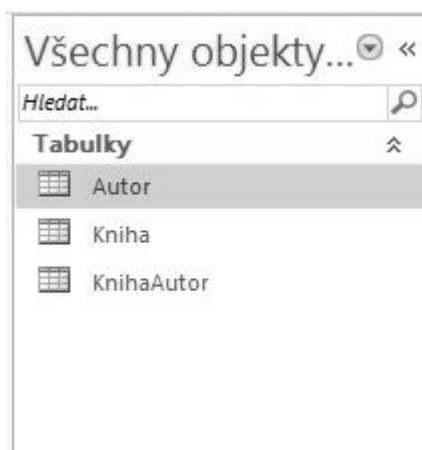 Všechny objekty...
Hledat...
Tabulky
Autor
Kniha
KnihaAutor